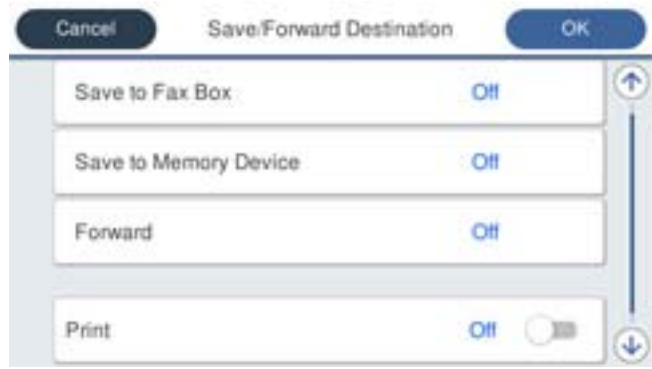 Cancel Save/Forward Destination OK
Save to Fax Box Off
Save to Memory Device Off
Forward Off
Print Off